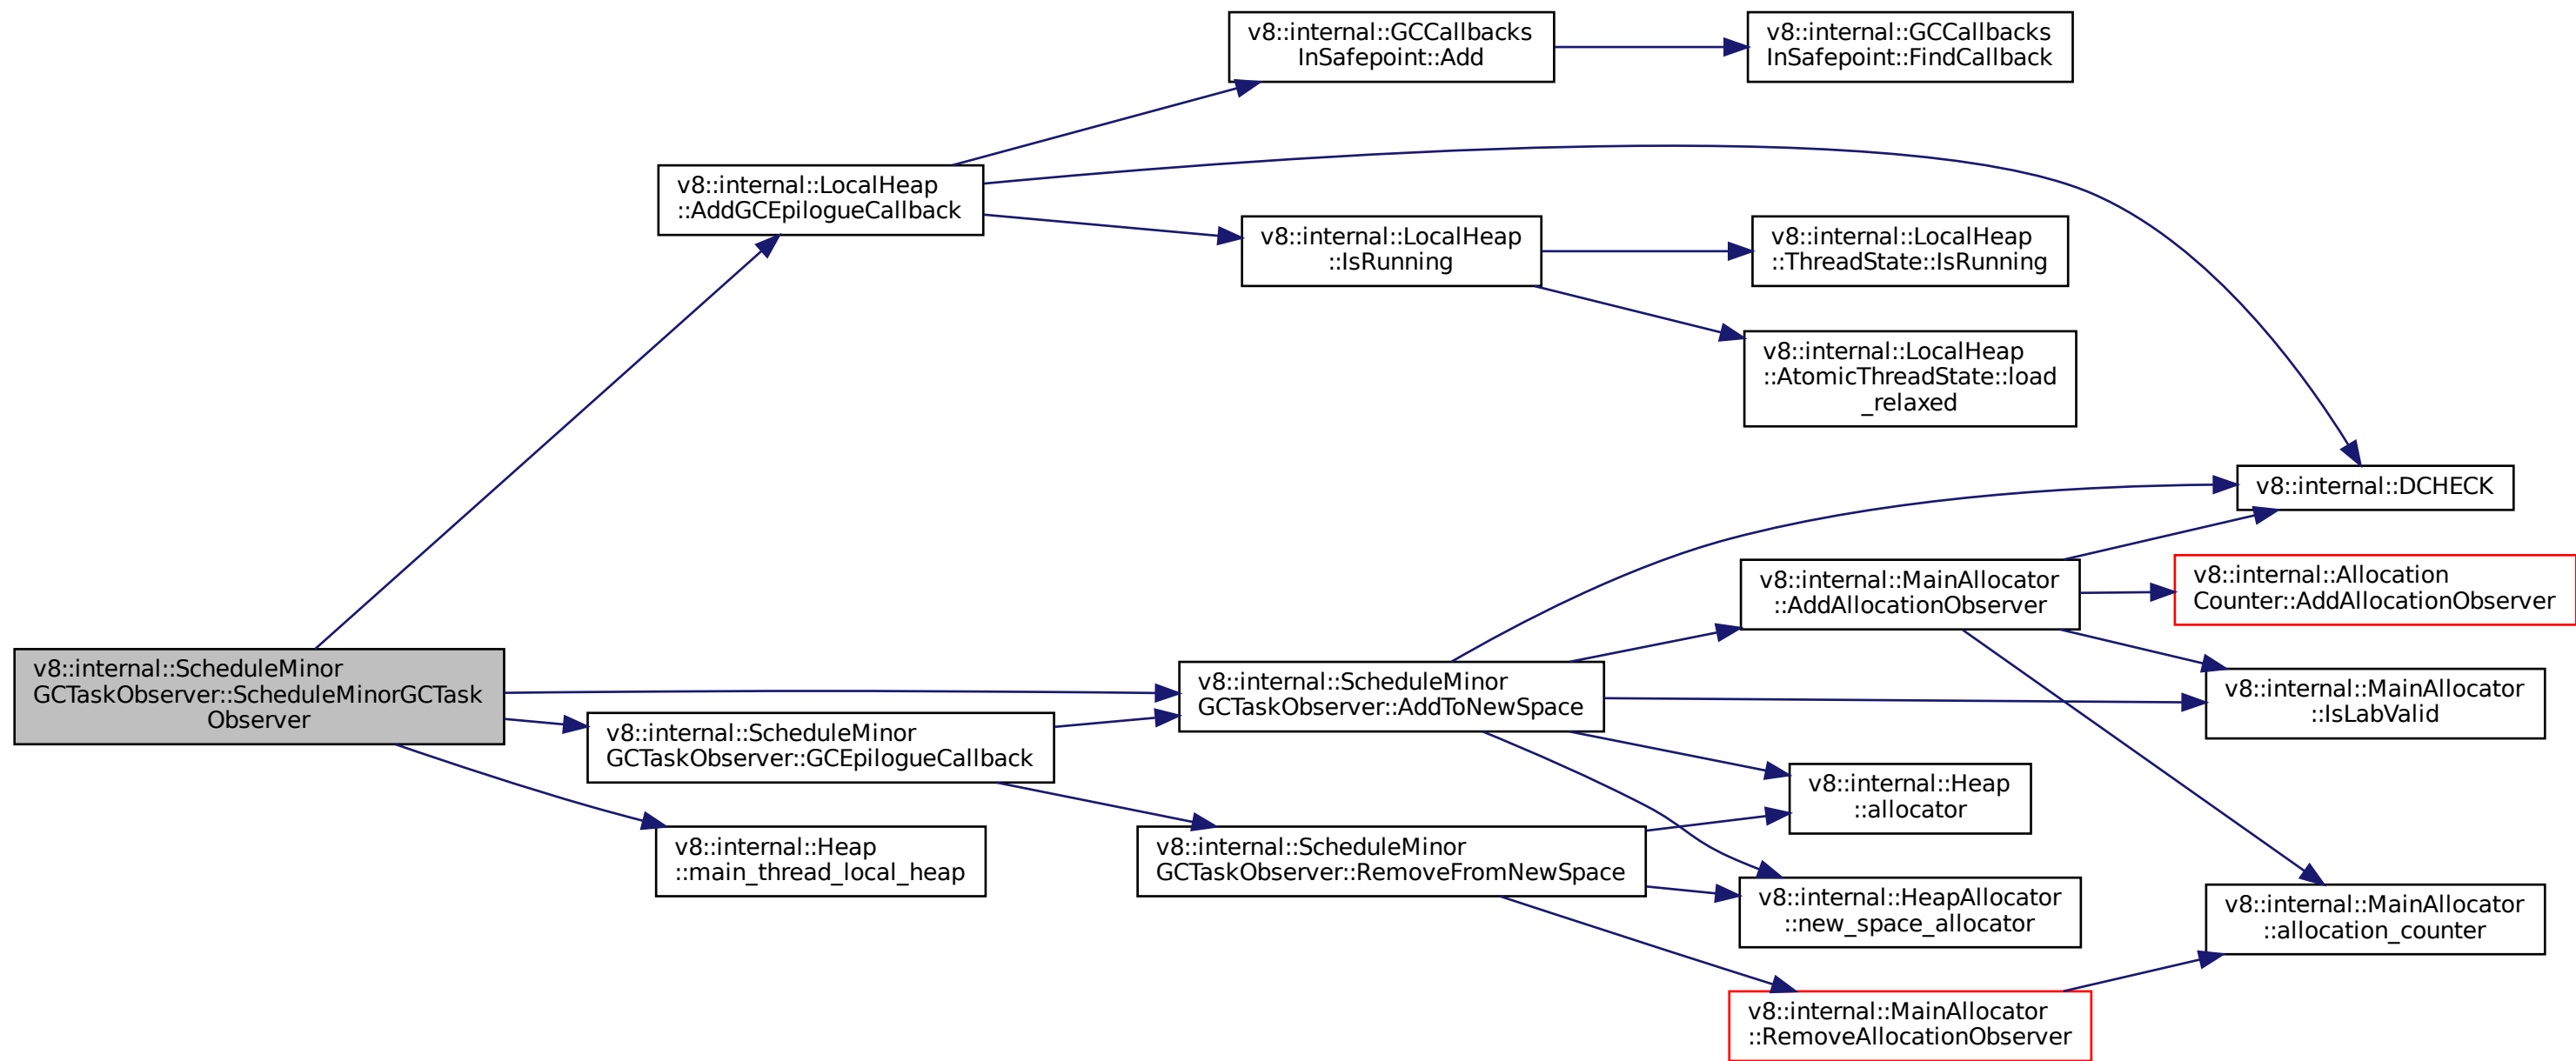 v8::internal::GCCallbacks
InSafepoint::Add
v8::internal::GCCallbacks
InSafepoint::FindCallback
v8::internal::LocalHeap
::AddGCEpilogueCallback
v8::internal::LocalHeap
::IsRunning
v8::internal::LocalHeap
::ThreadState::IsRunning
v8::internal::LocalHeap
::AtomicThreadState::load
_relaxed
v8::internal::DCHECK
v8::internal::MainAllocator
::AddAllocationObserver
v8::internal::Allocation
Counter::AddAllocationObserver
v8::internal::ScheduleMinor
GCTaskObserver::ScheduleMinorGCTask
Observer
v8::internal::ScheduleMinor
GCTaskObserver::AddToNewSpace
v8::internal::MainAllocator
::IsLabValid
v8::internal::ScheduleMinor
GCTaskObserver::GCEpilogueCallback
v8::internal::Heap
::allocator
v8::internal::Heap
::main_thread_local_heap
v8::internal::ScheduleMinor
GCTaskObserver::RemoveFromNewSpace
v8::internal::HeapAllocator
::new_space_allocator
v8::internal::MainAllocator
::allocation_counter
v8::internal::MainAllocator
::RemoveAllocationObserver